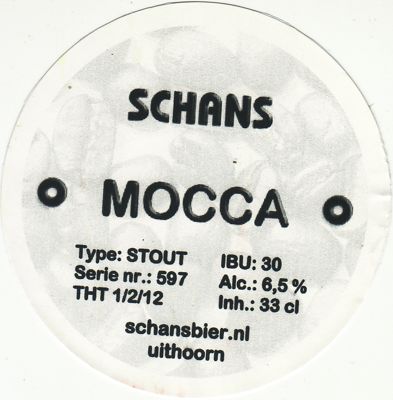 SCHANS
MOCCA
Type: STOUT IBU: 30
Serie nr.: 597 Alc.: 6,5 %
THT 1/2/12 Inh.: 33 cl
schansbier.nl
uithoorn